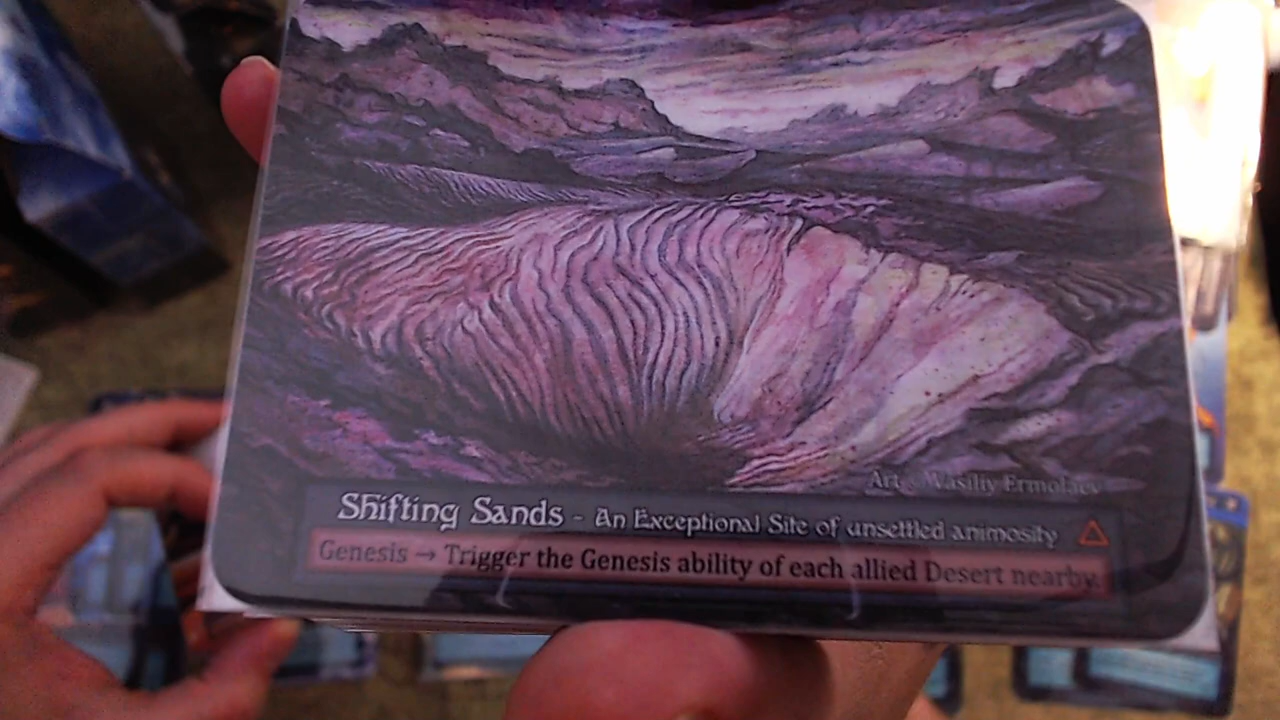 Art © Vasiliy Ermolaev
Shifting Sands - An Exceptional Site of unsettled animosity
Genesis → Trigger the Genesis ability of each allied Desert nearby.